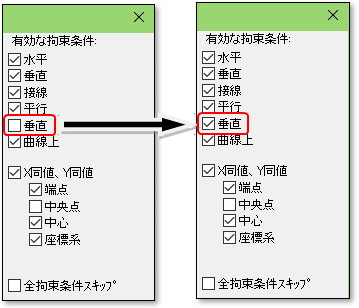 有効な拘束条件:
水平
垂直
接線
平行
垂直
曲線上
X同値、Y同値
端点
中央点
中心
座標系
全拘束条件スキップ
有効な拘束条件:
水平
垂直
接線
平行
垂直
曲線上
X同値、Y同値
端点
中央点
中心
座標系
全拘束条件スキップ